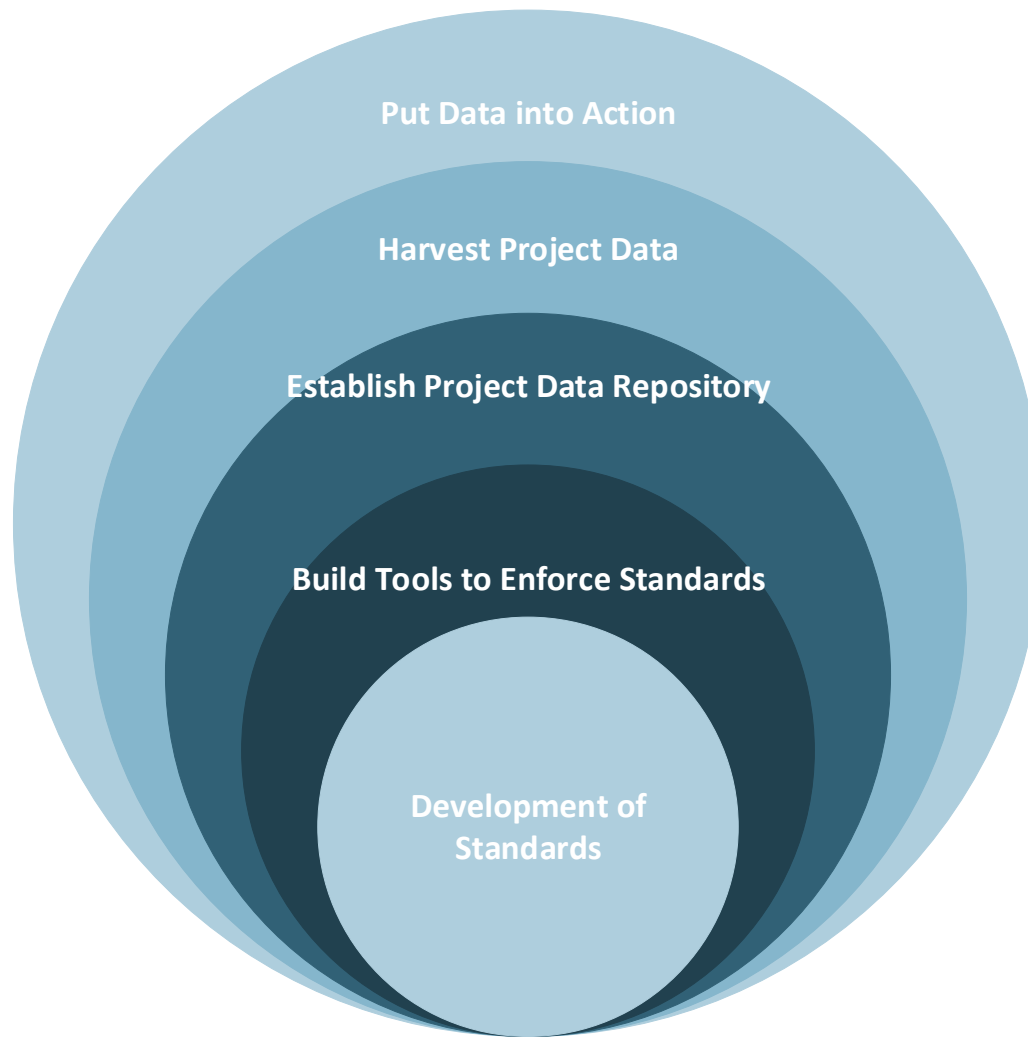 Put Data into Action
Harvest Project Data
Establish Project Data Repository
Build Tools to Enforce Standards
Development of
Standards